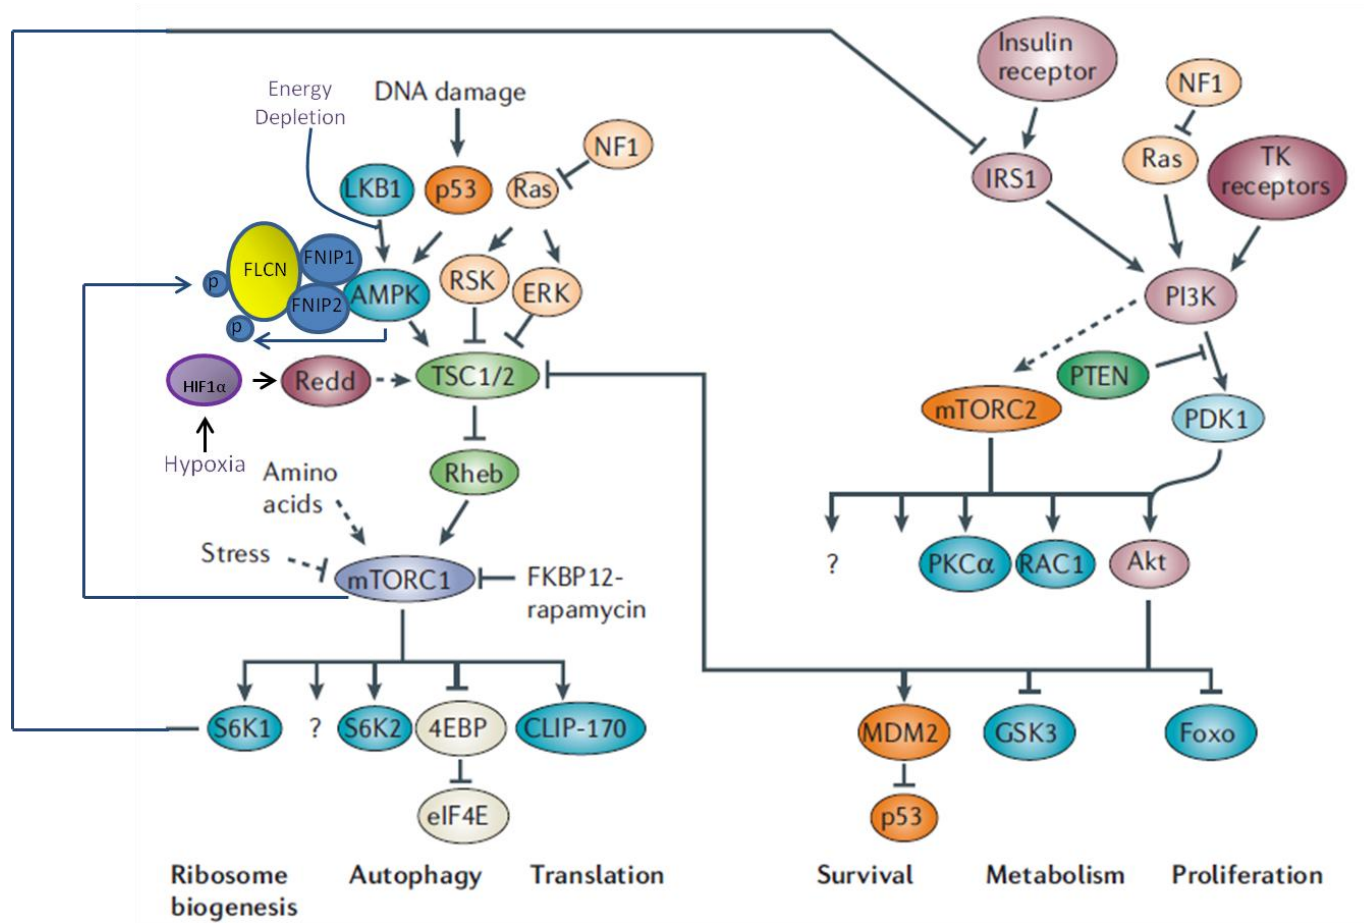 Insulin
receptor
NF1
Energy
Depletion
DNA damage
NF1
LKB1
p53
Ras
IRS1
Ras
TK
receptors
FLCN
FNIP1
FNIP2
p
p
AMPK
RSK
ERK
PI3K
HIF1α
Redd
TSC1/2
PTEN
mTORC2
PDK1
Hypoxia
Amino
acids
Rheb
Stress
mTORC1
FKBP12-
rapamycin
?
PKCα
RAC1
Akt
S6K1
?
S6K2
4EBP
CLIP-170
MDM2
GSK3
Foxo
eIF4E
p53
Ribosome
biogenesis
Autophagy
Translation
Survival
Metabolism
Proliferation